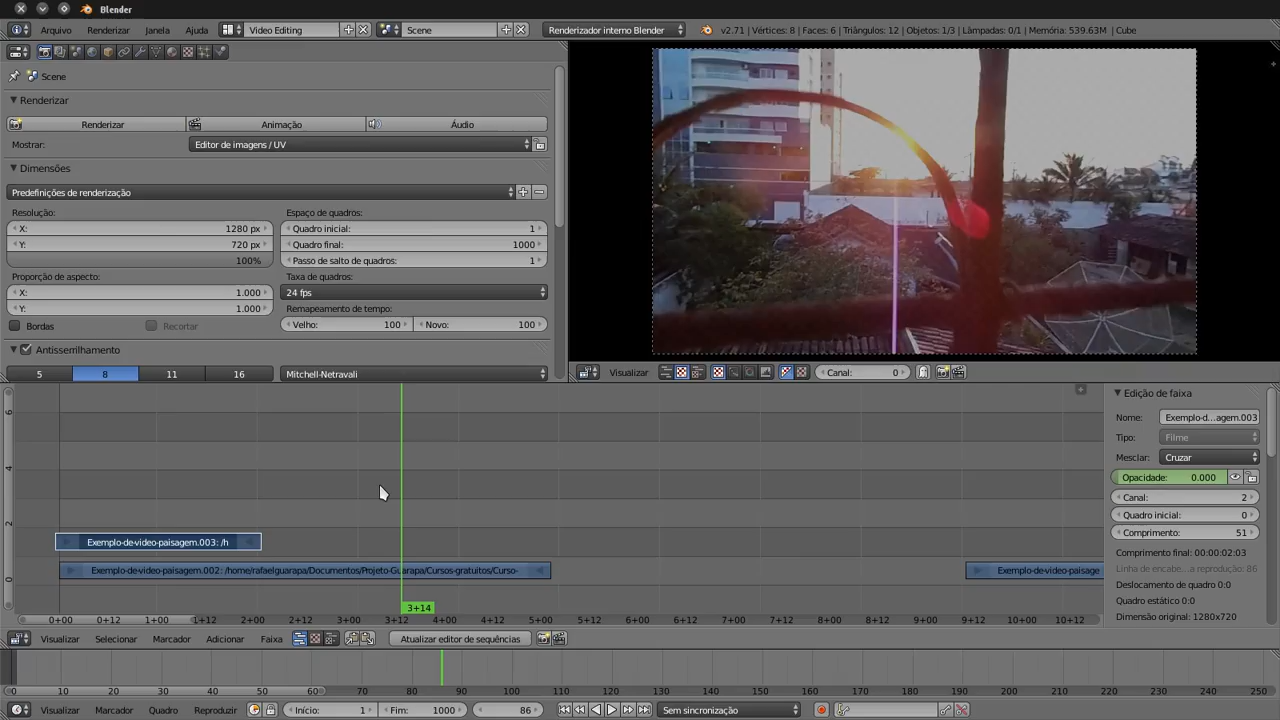 Blender
Arquivo Renderizar Janela Ajuda Video Editing Scene Renderizador interno Blender v2.71 | Vértices: 8 | Faces: 6 | Triângulos: 12 | Objetos: 1/3 | Lâmpadas: 0/1 | Memória: 539.63M | Cube
Scene
Renderizar
Renderizar Animação Áudio
Mostrar: Editor de imagens / UV
Dimensões
Predefinições de renderização
Resolução: Espaço de quadros:
X: 1280 px Quadro inicial: 1
Y: 720 px Quadro final: 1000
100% Passo de salto de quadros: 1
Proporção de aspecto: Taxa de quadros:
X: 1.000 24 fps
Y: 1.000 Remapeamento de tempo:
Bordas Recortar Velho: 100 Novo: 100
Antisserrilhamento
5 8 11 16 Mitchell-Netravali
Visualizar Canal: 0
6
4
2
0
Exemplo-de-video-paisagem.003: /h
Exemplo-de-video-paisagem.002: /home/rafaelguarapa/Documentos/Projeto-Guarapa/Cursos-gratuitos/Curso- Exemplo-de-video-paisage
3+14
0+00 0+12 1+00 1+12 2+00 2+12 3+00 3+12 4+00 4+12 5+00 5+12 6+00 6+12 7+00 7+12 8+00 8+12 9+00 9+12 10+00 10+12
Edição de faixa
Nome: Exemplo-d...agem.003
Tipo: Filme
Mesclar: Cruzar
Opacidade: 0.000
Canal: 2
Quadro inicial: 0
Comprimento: 51
Comprimento final: 00:00:02:03
Linha de encabe...a reprodução: 86
Deslocamento de quadro 0:0
Quadro estático 0:0
Dimensão original: 1280x720
Visualizar Selecionar Marcador Adicionar Faixa Atualizar editor de sequências
0 10 20 30 40 50 60 70 80 90 100 110 120 130 140 150 160 170 180 190 200 210 220 230 240 250
Visualizar Marcador Quadro Reproduzir Início: 1 Fim: 1000 86 Sem sincronização